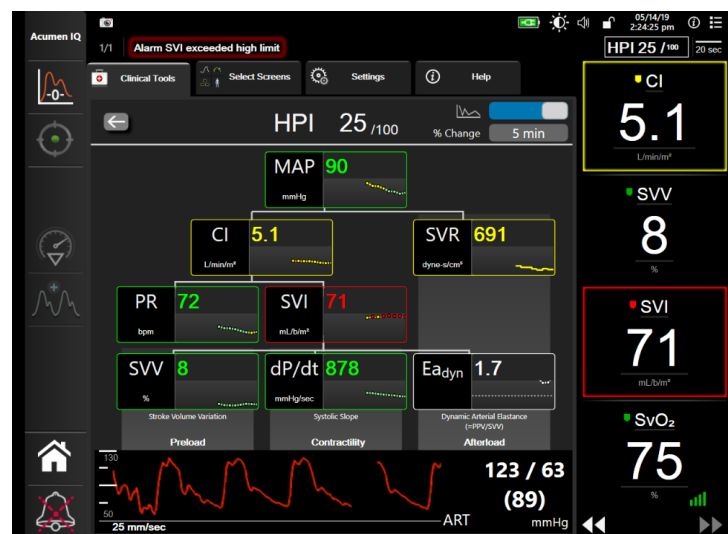 Acumen IQ
05/14/19
2:24:25 pm
1/1 Alarm SVI exceeded high limit
HPI 25 /100
20 sec
-0-
Clinical Tools
Select Screens
Settings
Help
HPI 25 /100
% Change 5 min
MAP 90
mmHg
CI 5.1
L/min/m²
SVR 691
dyne-s/cm⁵
PR 72
bpm
SVI 71
mL/b/m²
SVV 8
%
dP/dt 878
mmHg/sec
Eadyn 1.7
Stroke Volume Variation
Systolic Slope
Dynamic Arterial Elastance
(=PPV/SVV)
Preload
Contractility
Afterload
130
50
25 mm/sec
ART
123 / 63
(89)
mmHg
CI
5.1
L/min/m²
SVV
8
%
SVI
71
mL/b/m²
SvO₂
75
%